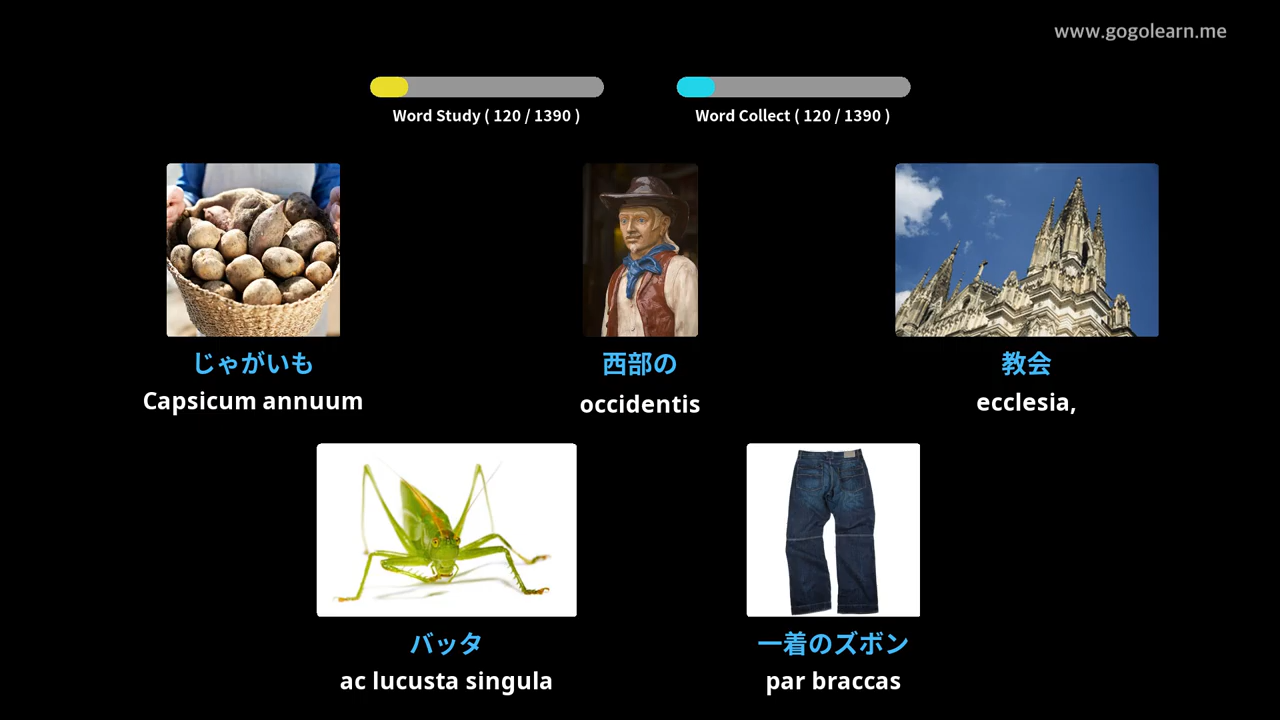 www.gogolearn.me
Word Study ( 120 / 1390 )
Word Collect ( 120 / 1390 )
じゃがいも
Capsicum annuum
西部の
occidentis
教会
ecclesia,
バッタ
ac lucusta singula
一着のズボン
par braccas